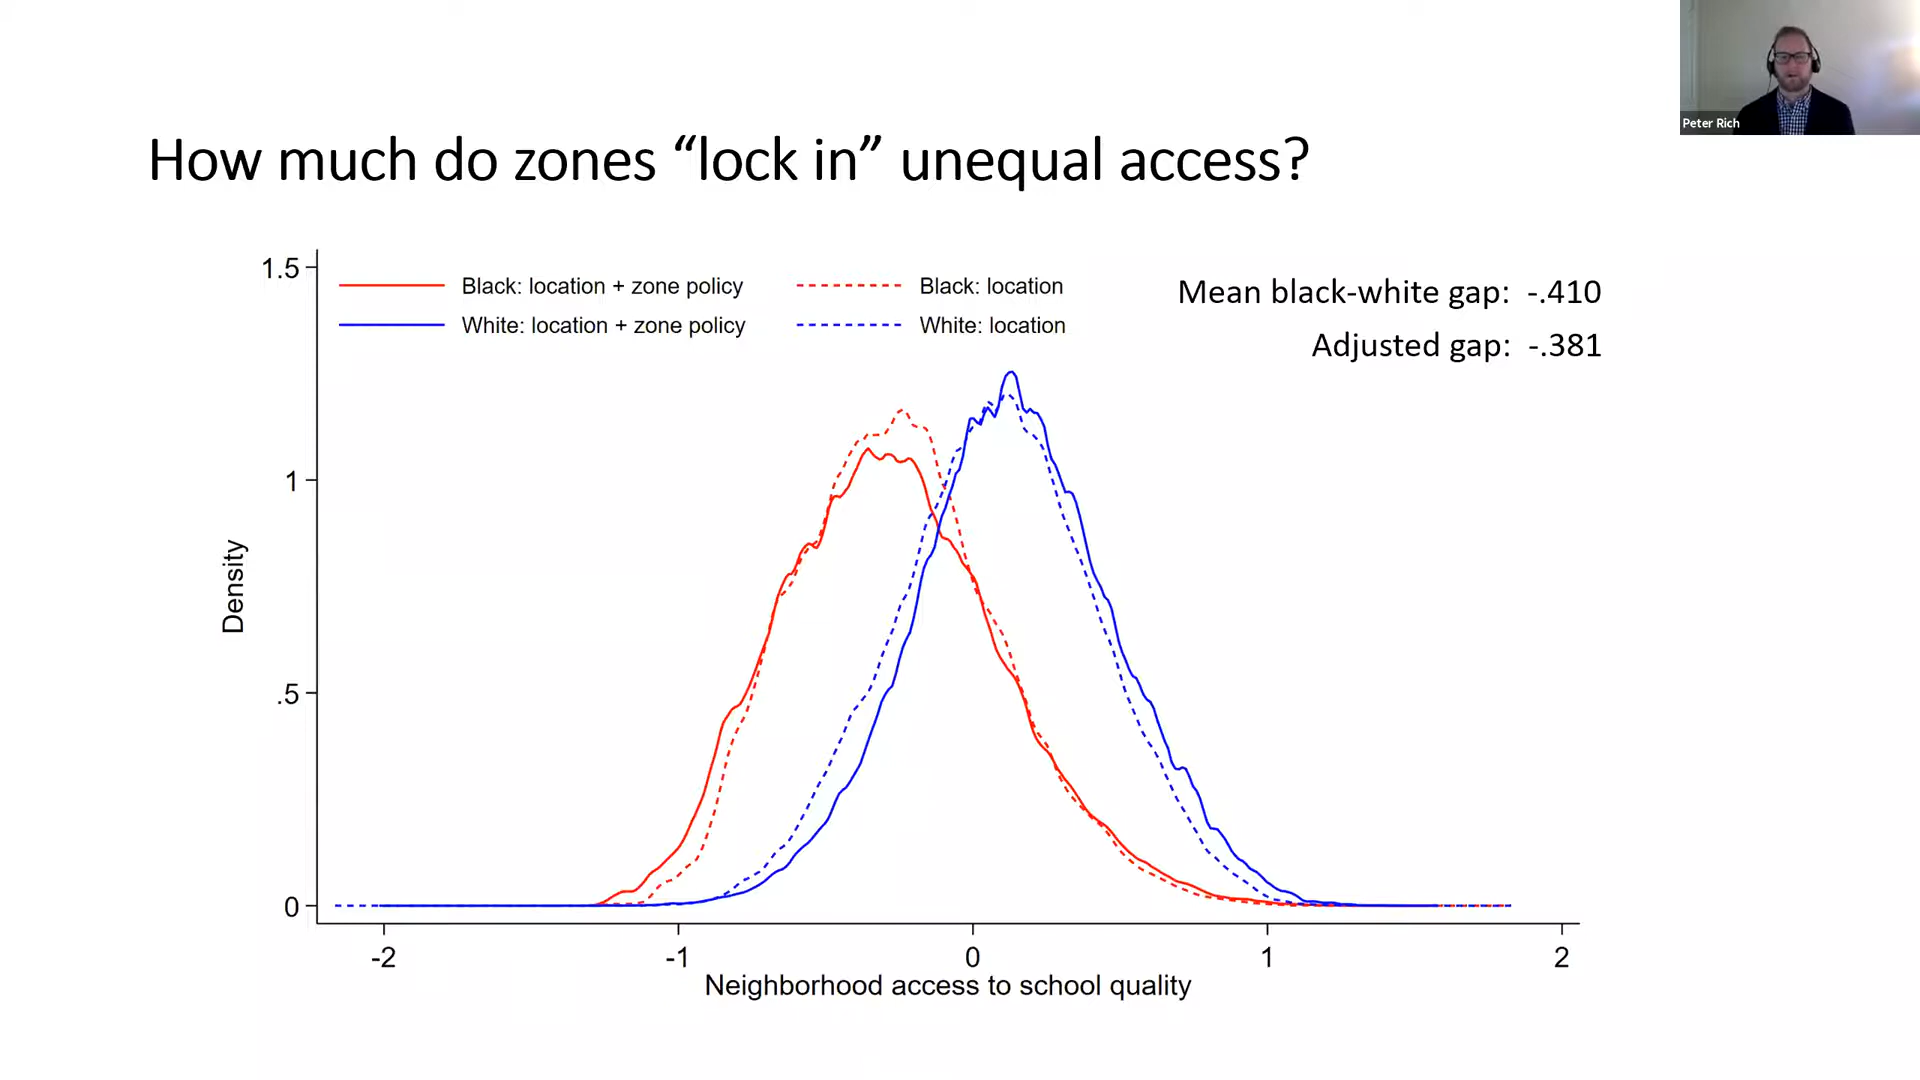 Peter Rich
How much do zones “lock in” unequal access?
1.5
1
.5
0
Density
Black: location + zone policy
Black: location
White: location + zone policy
White: location
Mean black-white gap: -.410
Adjusted gap: -.381
-2
-1
0
1
2
Neighborhood access to school quality